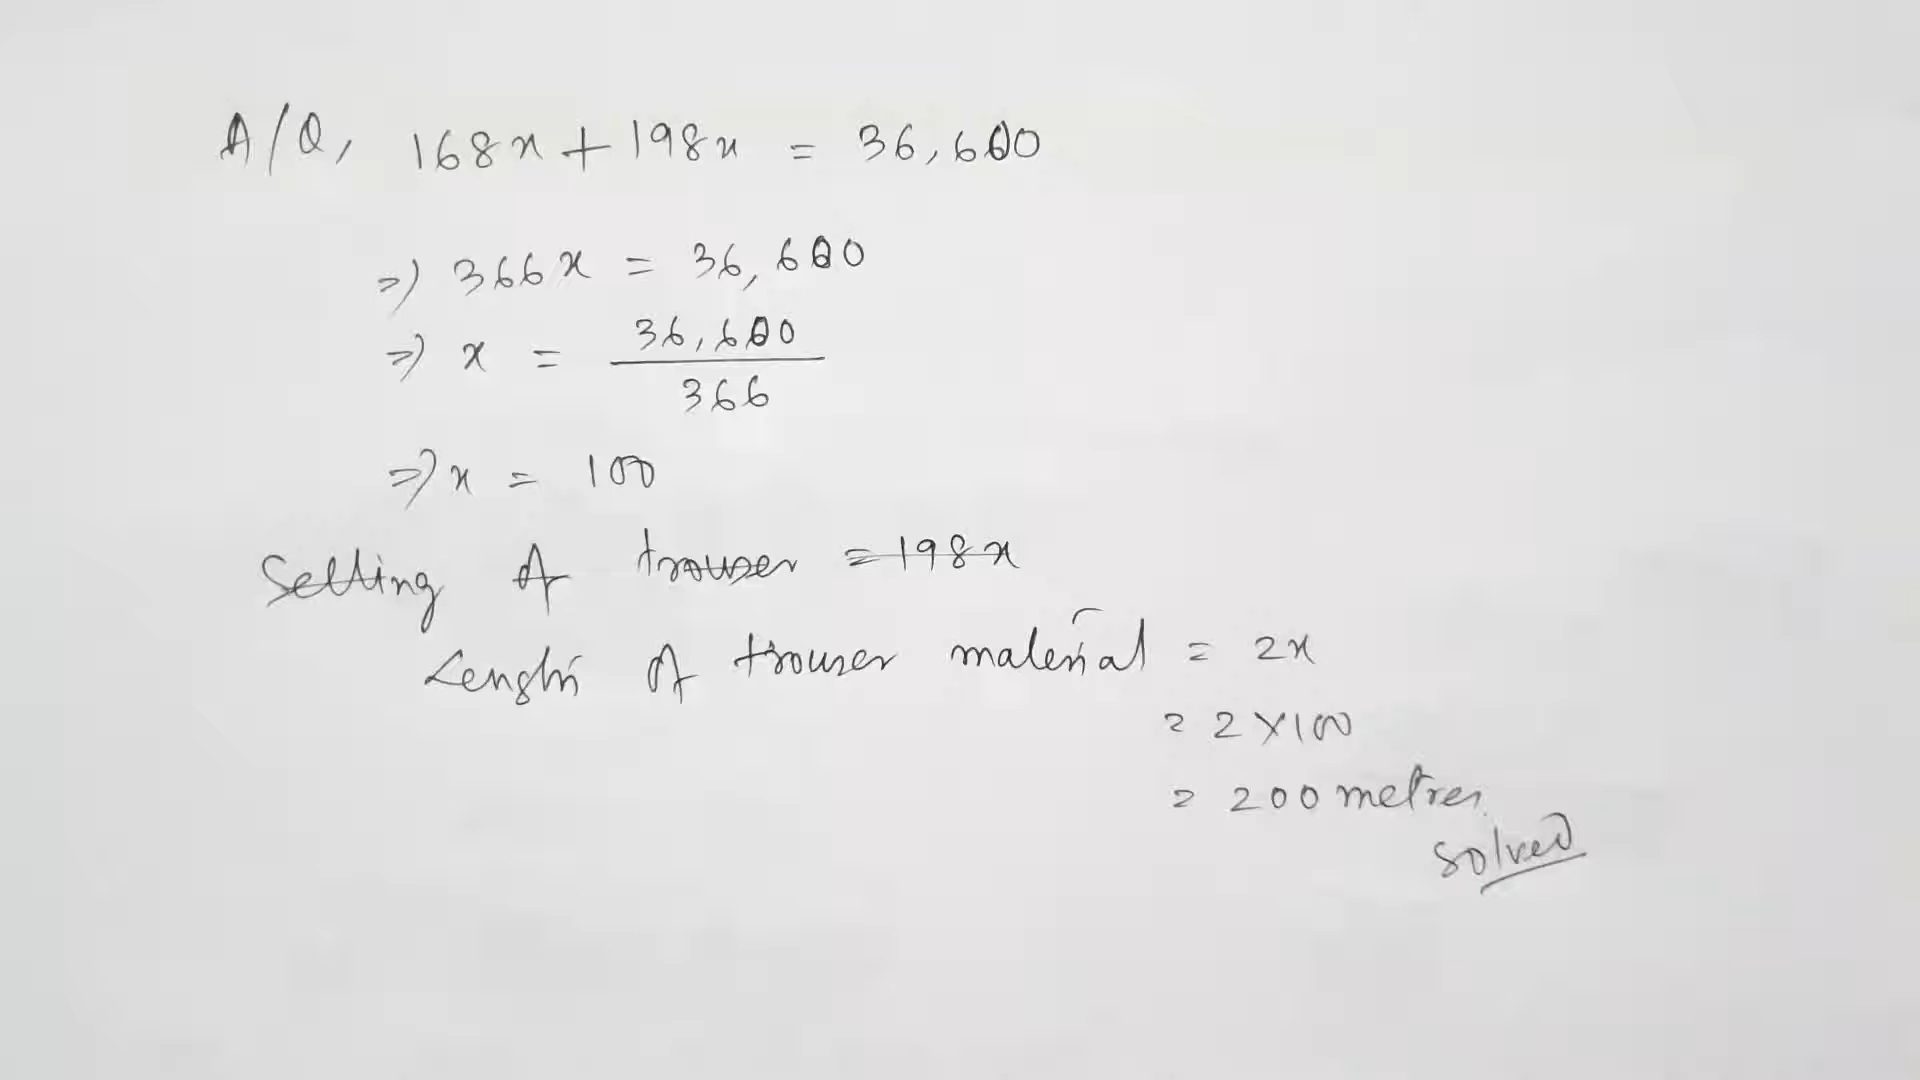 A/Q, 168x + 198x = 36,600
=> 366x = 36,600
=> x = 36,600
366
=> x = 100
Selling of trouser = 198x
Length of trouser material = 2x
= 2 × 100
= 200 metres.
Solved